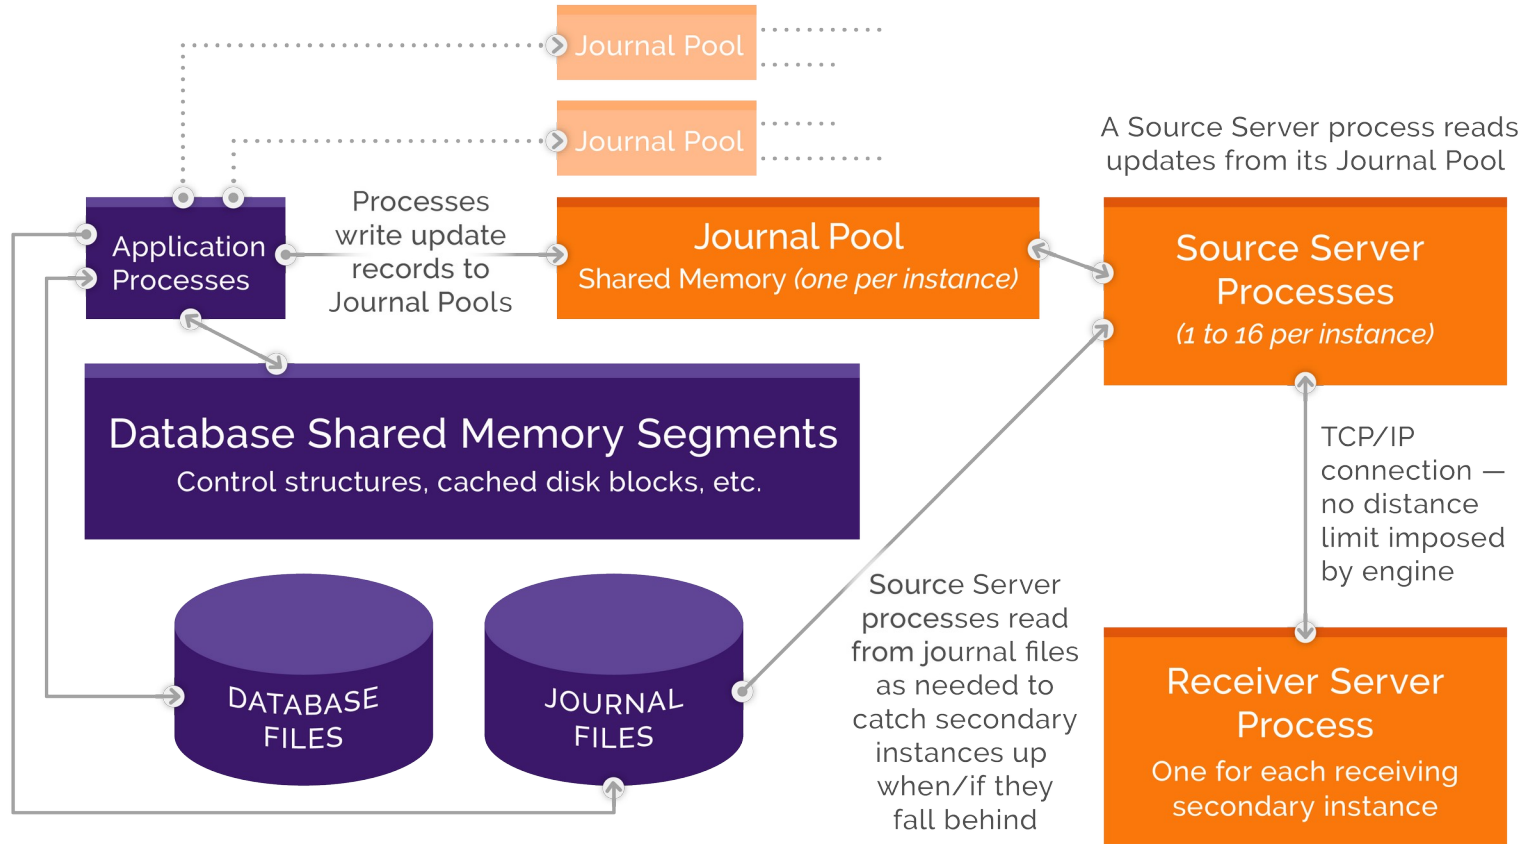 Journal Pool
Journal Pool
A Source Server process reads
updates from its Journal Pool
Application
Processes
Processes
write update
records to
Journal Pools
Journal Pool
Shared Memory (one per instance)
Source Server
Processes
(1 to 16 per instance)
Database Shared Memory Segments
Control structures, cached disk blocks, etc.
TCP/IP
connection —
no distance
limit imposed
by engine
DATABASE
FILES
JOURNAL
FILES
Source Server
processes read
from journal files
as needed to
catch secondary
instances up
when/if they
fall behind
Receiver Server
Process
One for each receiving
secondary instance